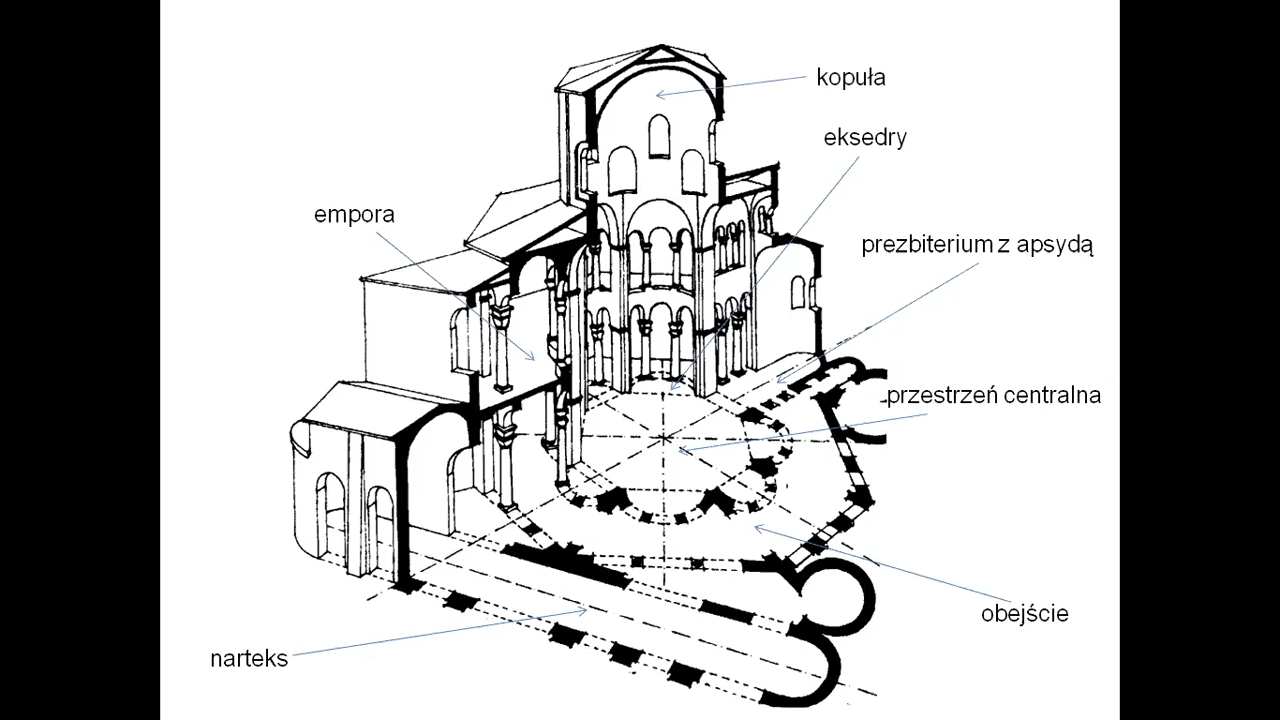 kopuła
eksedry
empora
prezbiterium z apsydą
przestrzeń centralna
obejście
narteks